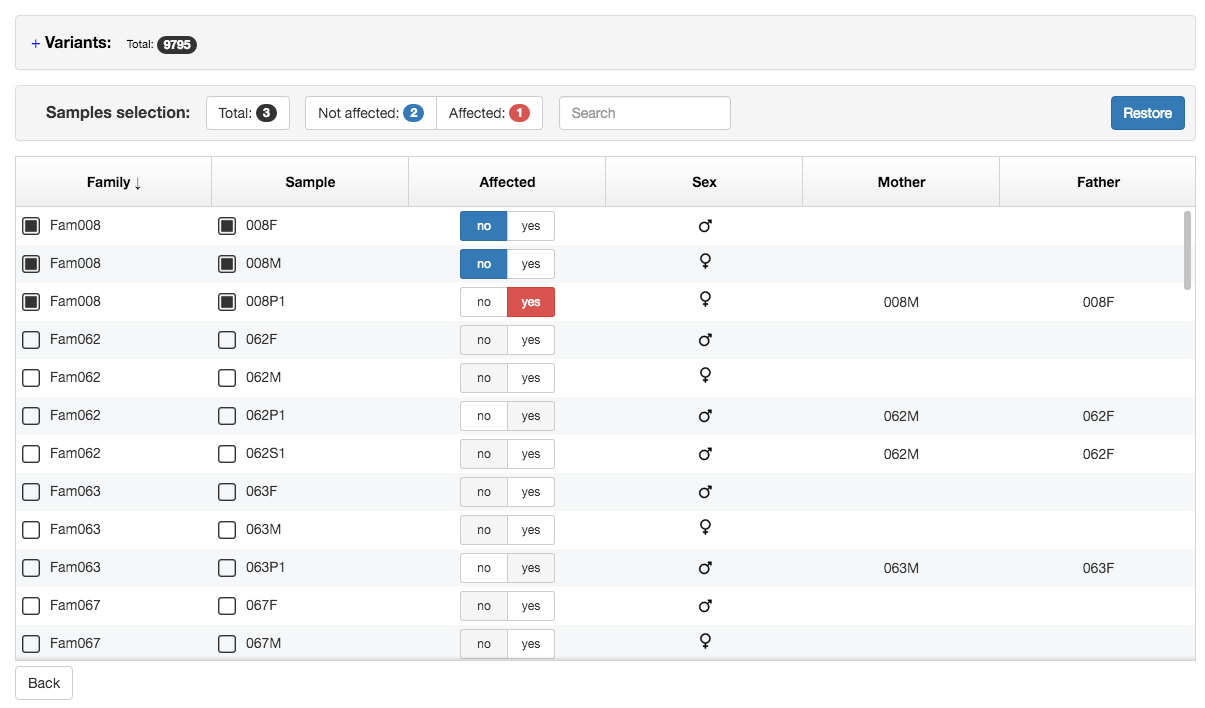 + Variants: Total: 9795
Samples selection: Total: 3 Not affected: 2 Affected: 1 Search Restore
Family ↓ Sample Affected Sex Mother Father
Fam008 008F no yes ♂
Fam008 008M no yes ♀
Fam008 008P1 no yes ♀ 008M 008F
Fam062 062F no yes ♂
Fam062 062M no yes ♀
Fam062 062P1 no yes ♂ 062M 062F
Fam062 062S1 no yes ♂ 062M 062F
Fam063 063F no yes ♂
Fam063 063M no yes ♀
Fam063 063P1 no yes ♂ 063M 063F
Fam067 067F no yes ♂
Fam067 067M no yes ♀
Back